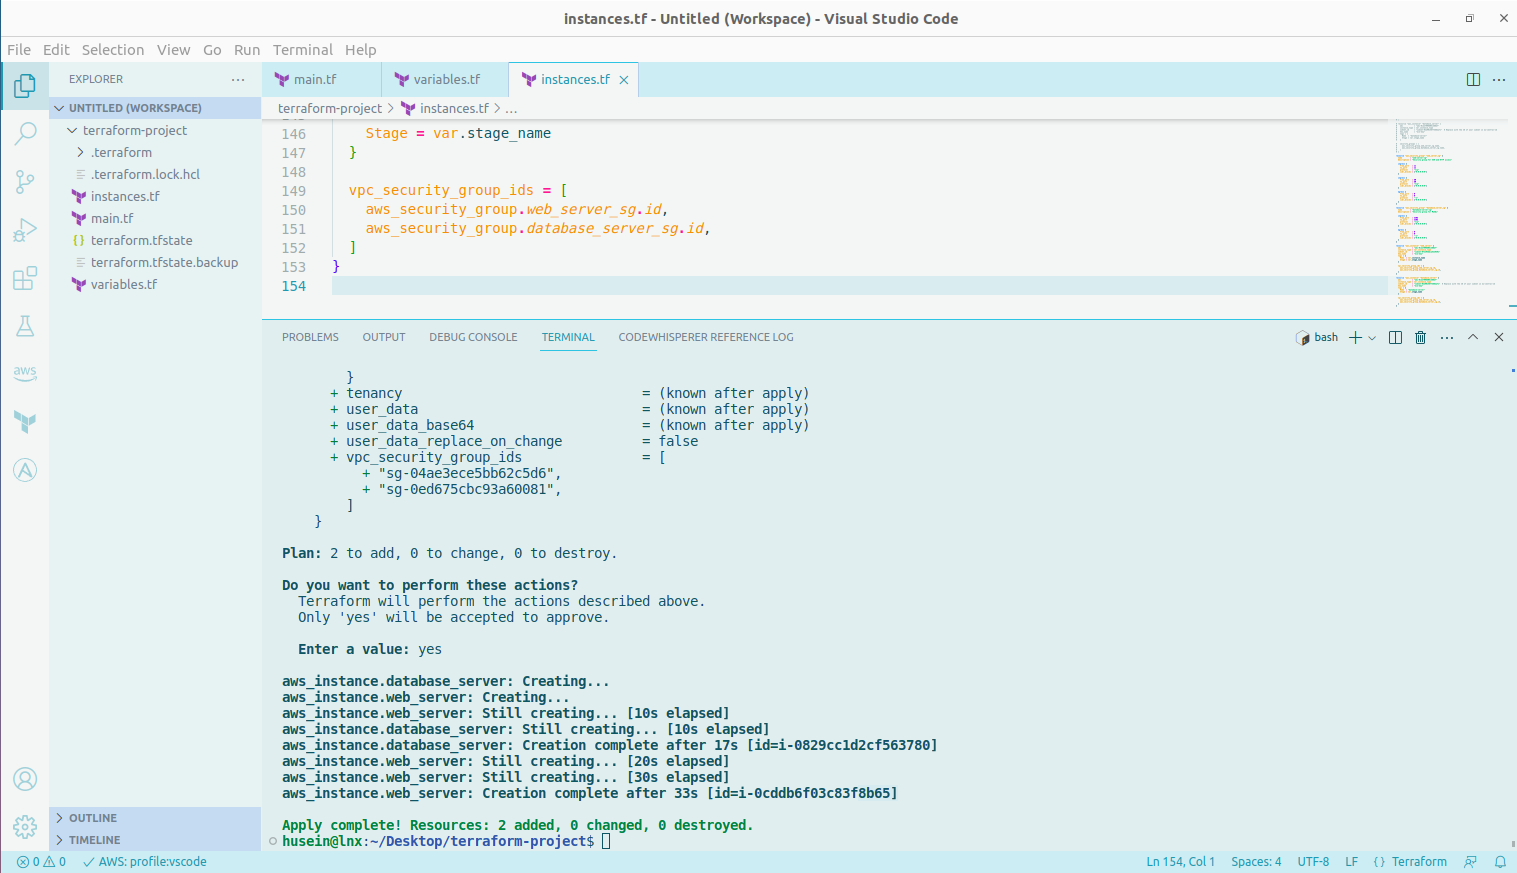 instances.tf - Untitled (Workspace) - Visual Studio Code
File Edit Selection View Go Run Terminal Help
EXPLORER
UNTITLED (WORKSPACE)
terraform-project
.terraform
.terraform.lock.hcl
instances.tf
main.tf
terraform.tfstate
terraform.tfstate.backup
variables.tf
OUTLINE
TIMELINE
aws
main.tf variables.tf instances.tf
terraform-project > instances.tf > ...
146 Stage = var.stage_name
147 }
148
149 vpc_security_group_ids = [
150 aws_security_group.web_server_sg.id,
151 aws_security_group.database_server_sg.id,
152 ]
153 }
154
PROBLEMS OUTPUT DEBUG CONSOLE TERMINAL CODEWHISPERER REFERENCE LOG
bash
}
+ tenancy = (known after apply)
+ user_data = (known after apply)
+ user_data_base64 = (known after apply)
+ user_data_replace_on_change = false
+ vpc_security_group_ids = [
+ "sg-04ae3ece5bb62c5d6",
+ "sg-0ed675cbc93a60081",
]
}
Plan: 2 to add, 0 to change, 0 to destroy.
Do you want to perform these actions?
Terraform will perform the actions described above.
Only 'yes' will be accepted to approve.
Enter a value: yes
aws_instance.database_server: Creating...
aws_instance.web_server: Creating...
aws_instance.web_server: Still creating... [10s elapsed]
aws_instance.database_server: Still creating... [10s elapsed]
aws_instance.database_server: Creation complete after 17s [id=i-0829cc1d2cf563780]
aws_instance.web_server: Still creating... [20s elapsed]
aws_instance.web_server: Still creating... [30s elapsed]
aws_instance.web_server: Creation complete after 33s [id=i-0cddb6f03c83f8b65]
Apply complete! Resources: 2 added, 0 changed, 0 destroyed.
husein@lnx:~/Desktop/terraform-project$
0 0 AWS: profile:vscode
Ln 154, Col 1 Spaces: 4 UTF-8 LF {} Terraform